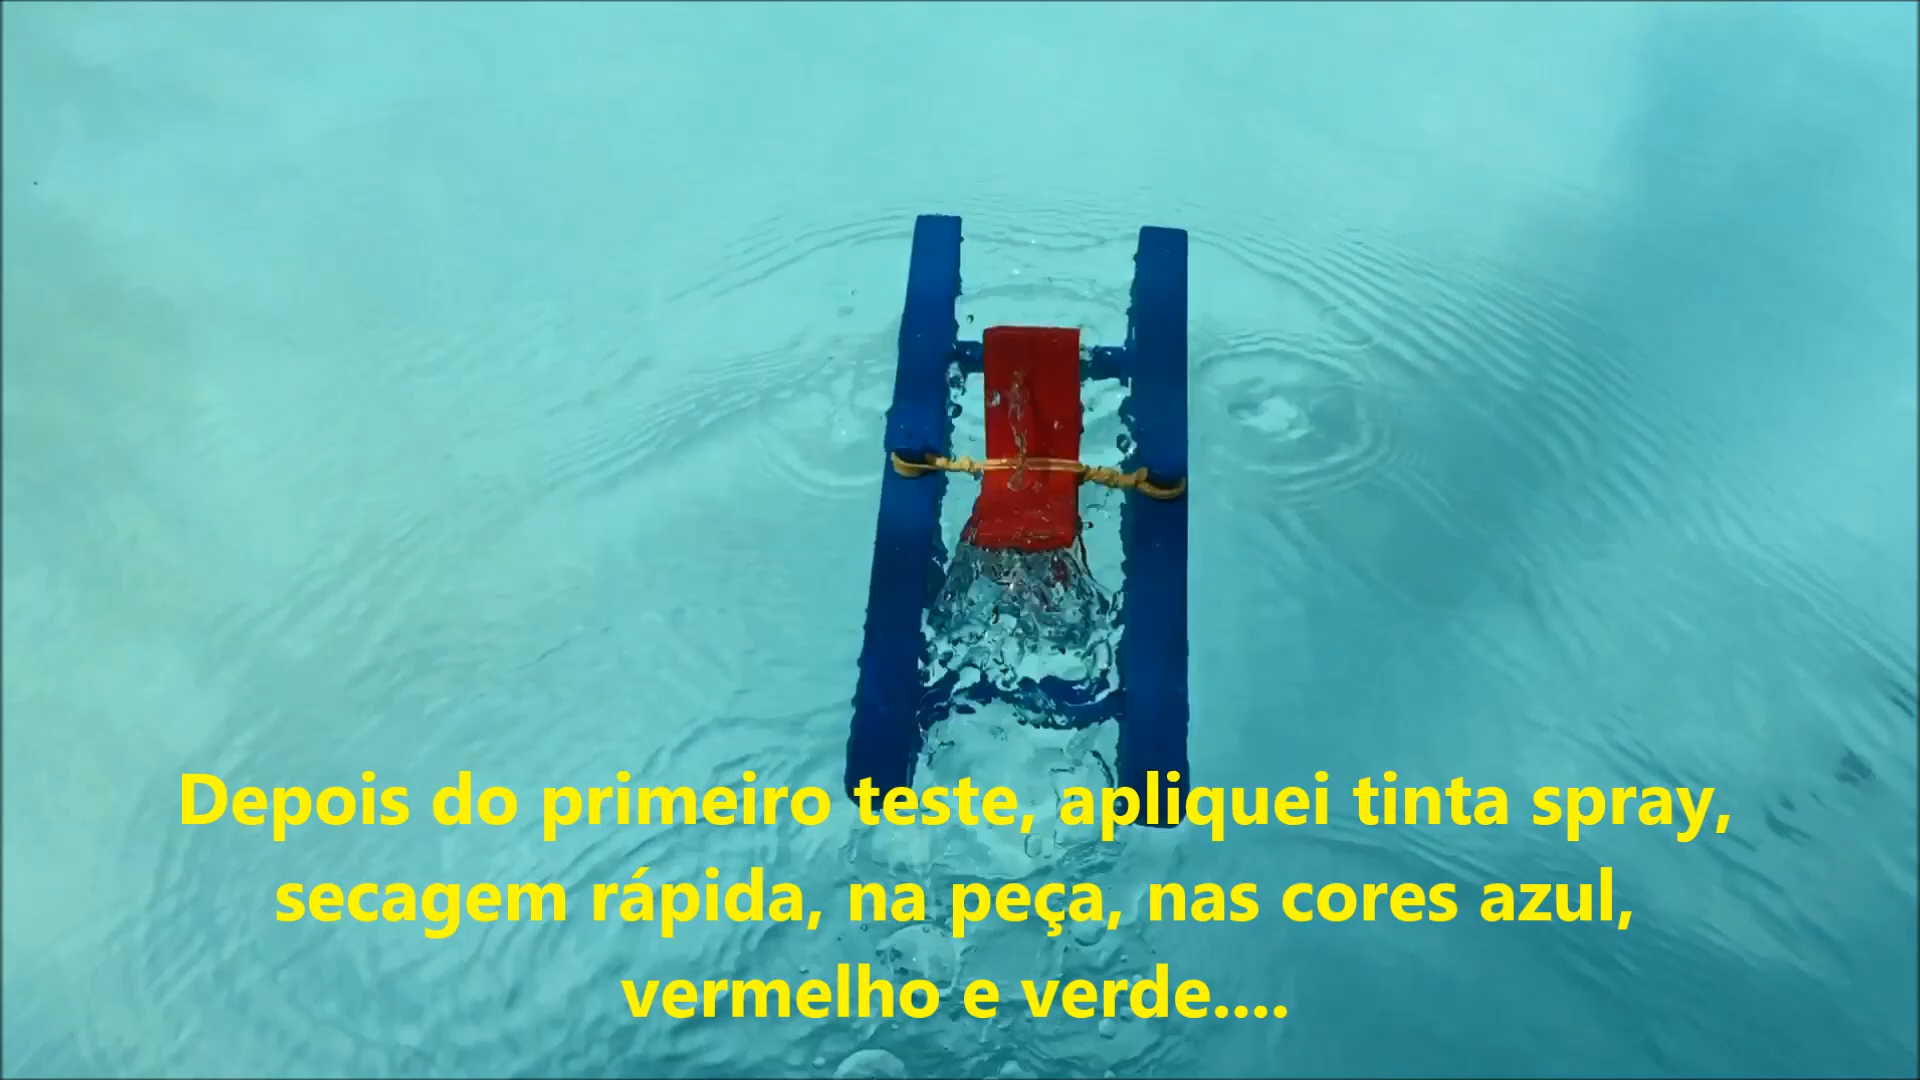 Depois do primeiro teste, apliquei tinta spray,
secagem rápida, na peça, nas cores azul,
vermelho e verde....